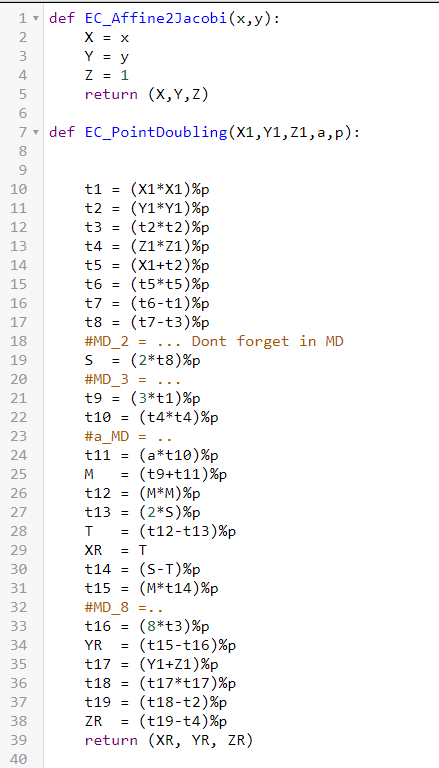 1 def EC_Affine2Jacobi(x,y):
2     X = x
3     Y = y
4     Z = 1
5     return (X,Y,Z)
6
7 def EC_PointDoubling(X1,Y1,Z1,a,p):
8
9
10     t1 = (X1*X1)%p
11     t2 = (Y1*Y1)%p
12     t3 = (t2*t2)%p
13     t4 = (Z1*Z1)%p
14     t5 = (X1+t2)%p
15     t6 = (t5*t5)%p
16     t7 = (t6-t1)%p
17     t8 = (t7-t3)%p
18     #MD_2 = ... Dont forget in MD
19     S  = (2*t8)%p
20     #MD_3 = ...
21     t9 = (3*t1)%p
22     t10 = (t4*t4)%p
23     #a_MD = ..
24     t11 = (a*t10)%p
25     M   = (t9+t11)%p
26     t12 = (M*M)%p
27     t13 = (2*S)%p
28     T   = (t12-t13)%p
29     XR  = T
30     t14 = (S-T)%p
31     t15 = (M*t14)%p
32     #MD_8 =..
33     t16 = (8*t3)%p
34     YR  = (t15-t16)%p
35     t17 = (Y1+Z1)%p
36     t18 = (t17*t17)%p
37     t19 = (t18-t2)%p
38     ZR  = (t19-t4)%p
39     return (XR, YR, ZR)
40